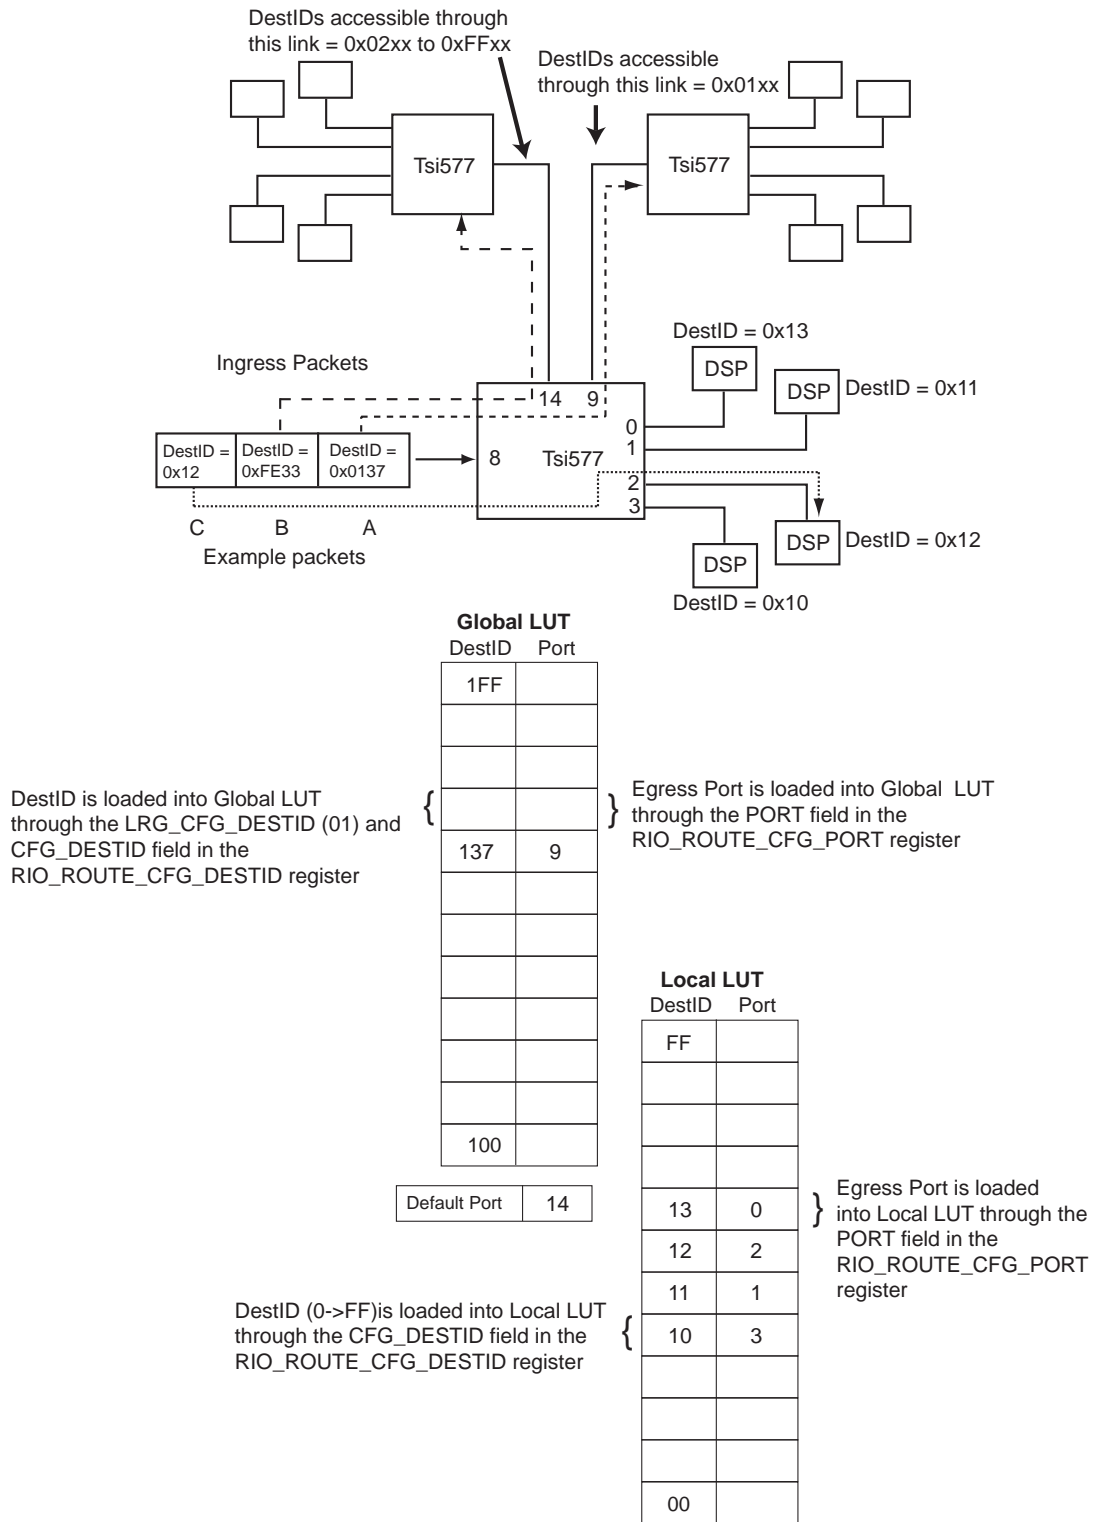 DestIDs accessible through
this link = 0x02xx to 0xFFxx
DestIDs accessible
through this link = 0x01xx
Tsi577
Tsi577
DestID = 0x13
Ingress Packets
DSP
DSP
DestID = 0x11
14
9
0
1
DestID =
0x12
DestID =
0xFE33
DestID =
0x0137
8
Tsi577
2
3
C
B
A
DSP
DestID = 0x12
Example packets
DSP
DestID = 0x10
Global LUT
DestID Port
1FF
DestID is loaded into Global LUT
through the LRG_CFG_DESTID (01) and
CFG_DESTID field in the
RIO_ROUTE_CFG_DESTID register
{
}
Egress Port is loaded into Global LUT
through the PORT field in the
RIO_ROUTE_CFG_PORT register
137 9
100
Default Port 14
Local LUT
DestID Port
FF
13 0
12 2
11 1
10 3
00
}
Egress Port is loaded
into Local LUT through the
PORT field in the
RIO_ROUTE_CFG_PORT
register
DestID (0->FF)is loaded into Local LUT
through the CFG_DESTID field in the
RIO_ROUTE_CFG_DESTID register
{